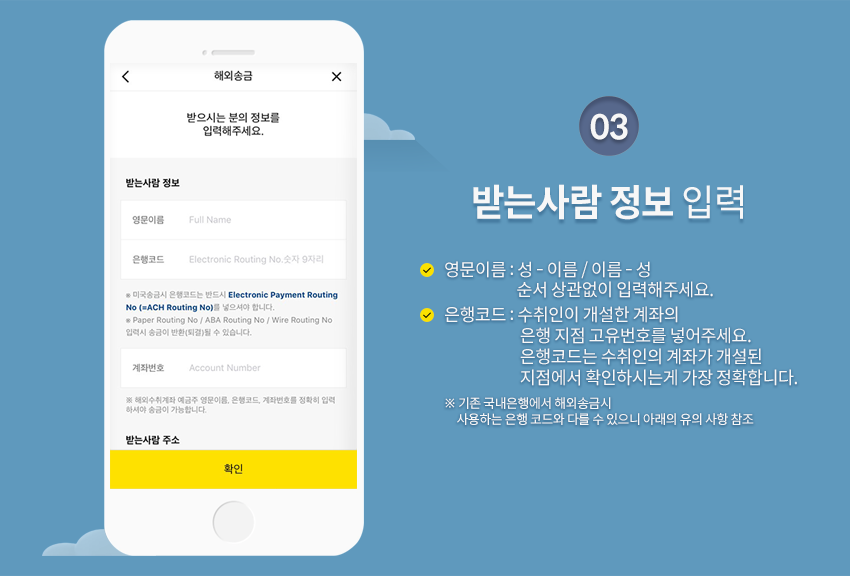 해외송금
받으시는 분의 정보를
입력해주세요.
받는사람 정보
영문이름 Full Name
은행코드 Electronic Routing No.숫자 9자리
※ 미국송금시 은행코드는 반드시 Electronic Payment Routing
No (=ACH Routing No)를 넣으셔야 합니다.
※ Paper Routing No / ABA Routing No / Wire Routing No
입력시 송금이 반환(퇴결)될 수 있습니다.
계좌번호 Account Number
※ 해외수취계좌 예금주 영문이름, 은행코드, 계좌번호를 정확히 입력
하셔야 송금이 가능합니다.
받는사람 주소
확인
03
받는사람 정보 입력
영문이름 : 성 - 이름 / 이름 - 성
순서 상관없이 입력해주세요.
은행코드 : 수취인이 개설한 계좌의
은행 지점 고유번호를 넣어주세요.
은행코드는 수취인의 계좌가 개설된
지점에서 확인하시는게 가장 정확합니다.
※ 기존 국내은행에서 해외송금시
사용하는 은행 코드와 다를 수 있으니 아래의 유의 사항 참조